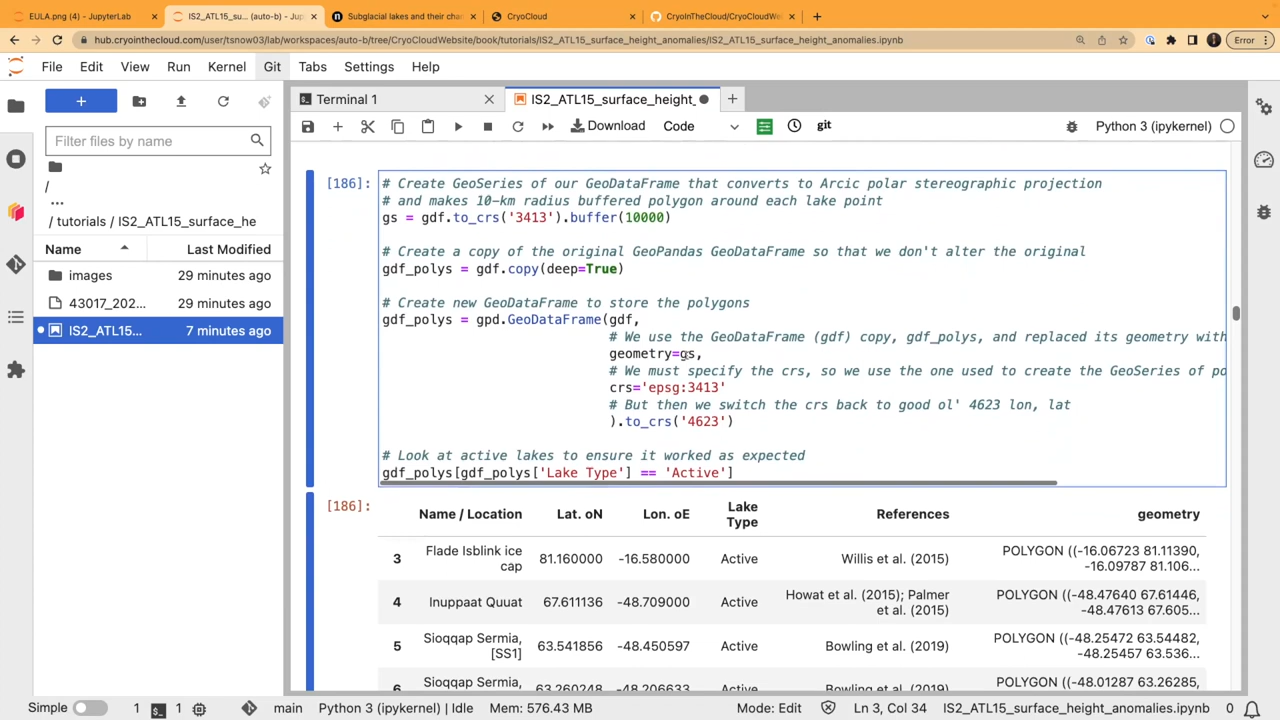 EULA.png (4) - JupyterLab
IS2_ATL15_su... (auto-b) - Jup
Subglacial lakes and their cha
CryoCloud
CryoInTheCloud/CryoCloudWe
hub.cryointhecloud.com/user/tsnow03/lab/workspaces/auto-b/tree/CryoCloudWebsite/book/tutorials/IS2_ATL15_surface_height_anomalies/IS2_ATL15_surface_height_anomalies.ipynb
Error
File Edit View Run Kernel Git Tabs Settings Help
Terminal 1
IS2_ATL15_surface_height_
Download
Code
git
Python 3 (ipykernel)
Filter files by name
/
...
/ tutorials / IS2_ATL15_surface_he
Name Last Modified
images 29 minutes ago
43017_202... 29 minutes ago
IS2_ATL15... 7 minutes ago
[186]:
# Create GeoSeries of our GeoDataFrame that converts to Arcic polar stereographic projection
# and makes 10-km radius buffered polygon around each lake point
gs = gdf.to_crs('3413').buffer(10000)
# Create a copy of the original GeoPandas GeoDataFrame so that we don't alter the original
gdf_polys = gdf.copy(deep=True)
# Create new GeoDataFrame to store the polygons
gdf_polys = gpd.GeoDataFrame(gdf,
# We use the GeoDataFrame (gdf) copy, gdf_polys, and replaced its geometry with
geometry=gs,
# We must specify the crs, so we use the one used to create the GeoSeries of po
crs='epsg:3413'
# But then we switch the crs back to good ol' 4623 lon, lat
).to_crs('4623')
# Look at active lakes to ensure it worked as expected
gdf_polys[gdf_polys['Lake Type'] == 'Active']
[186]:
Name / Location Lat. oN Lon. oE Lake Type References geometry
3 Flade Isblink ice cap 81.160000 -16.580000 Active Willis et al. (2015) POLYGON ((-16.06723 81.11390, -16.09787 81.106...
4 Inuppaat Quuat 67.611136 -48.709000 Active Howat et al. (2015); Palmer et al. (2015) POLYGON ((-48.47640 67.61446, -48.47613 67.605...
5 Sioqqap Sermia, [SS1] 63.541856 -48.450597 Active Bowling et al. (2019) POLYGON ((-48.25472 63.54482, -48.25457 63.536...
6 Sioqqap Sermia, 63.260248 -48.206633 Active Bowling et al. (2019) POLYGON ((-48.01287 63.26285,
Simple 1 1 main Python 3 (ipykernel) | Idle Mem: 576.43 MB Mode: Edit Ln 3, Col 34 IS2_ATL15_surface_height_anomalies.ipynb 0